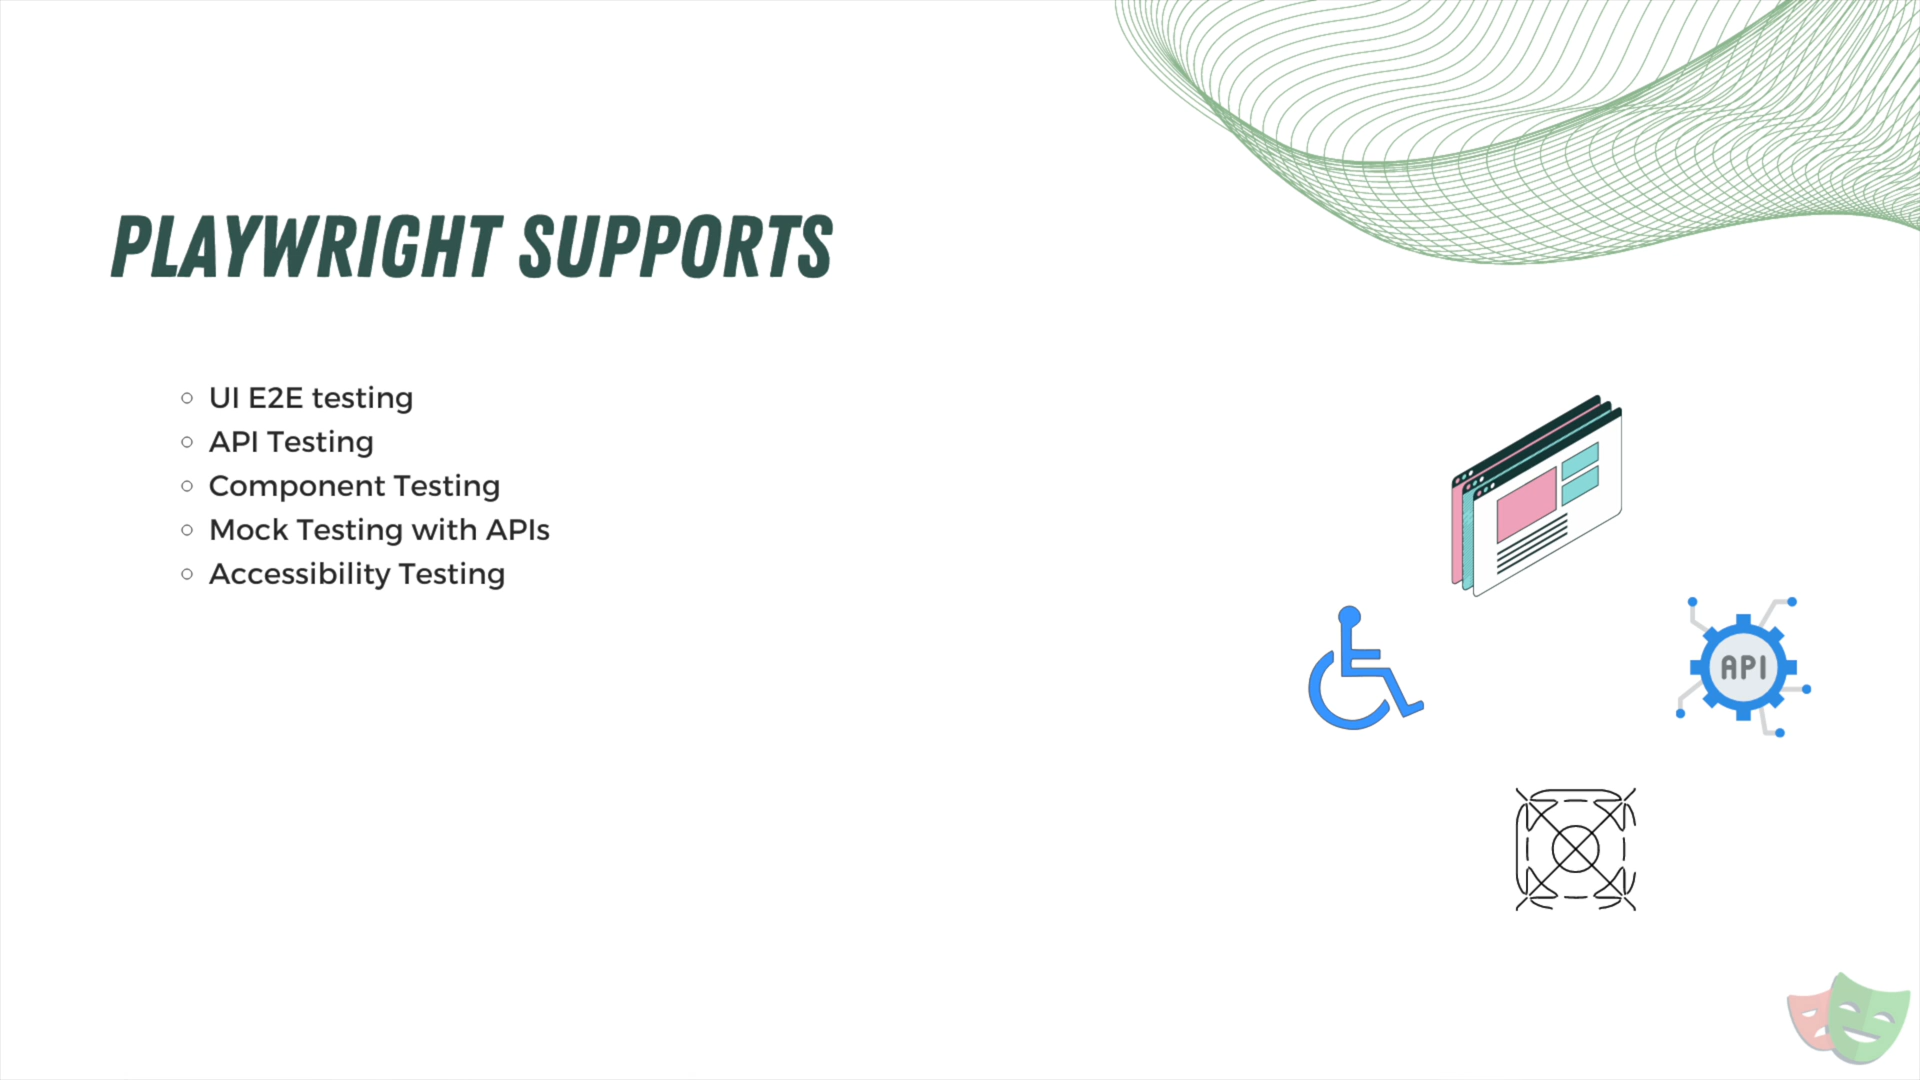 PLAYWRIGHT SUPPORTS
UI E2E testing
API Testing
Component Testing
Mock Testing with APIs
Accessibility Testing
API